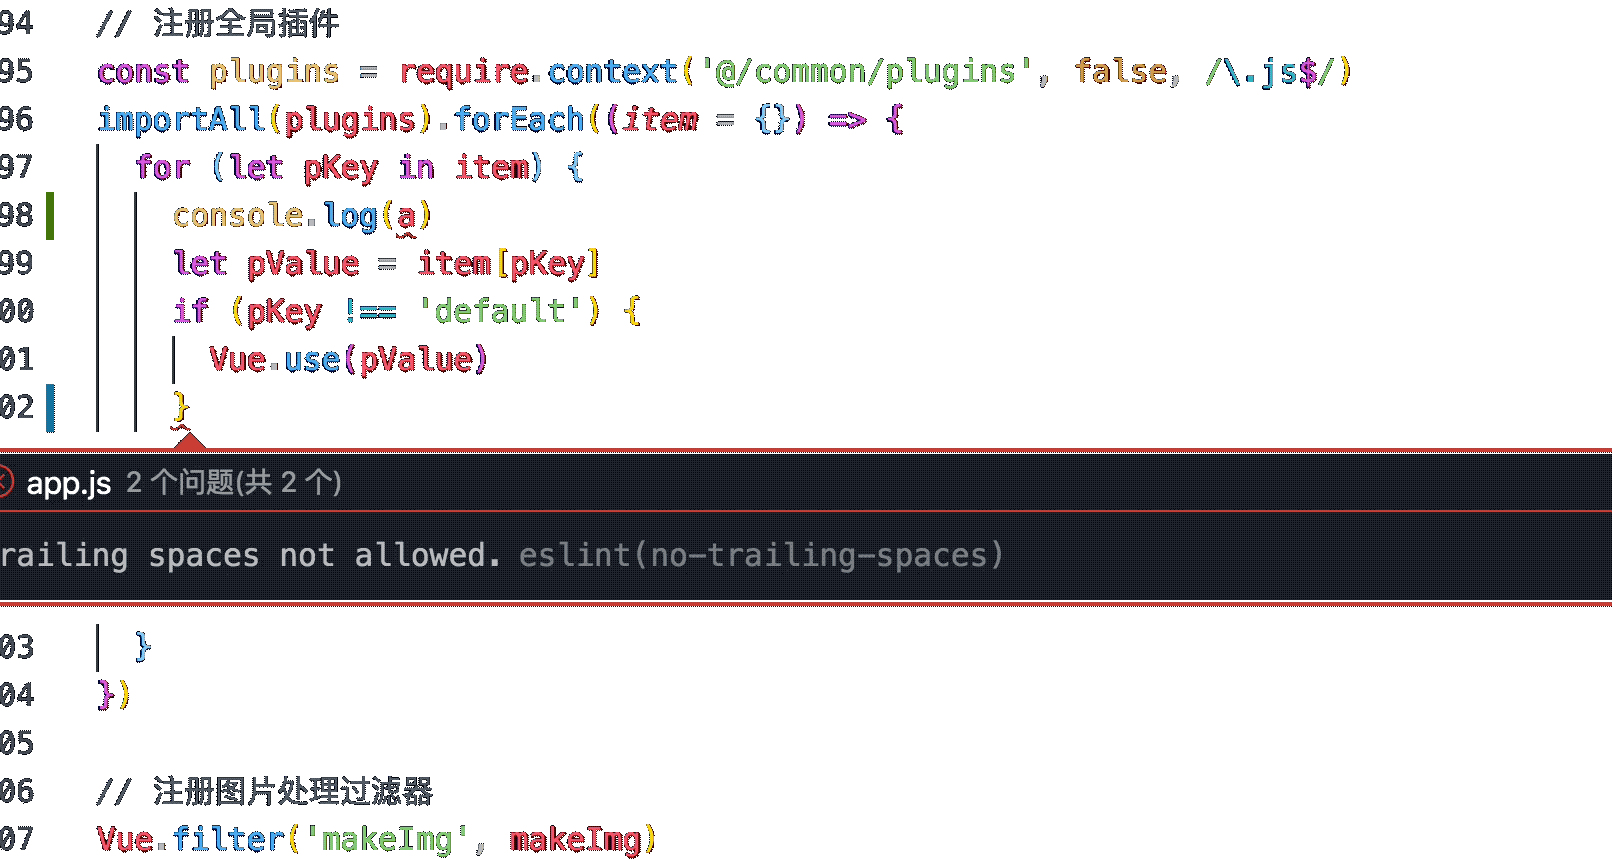 94 // 注册全局插件
95 const plugins = require.context('@/common/plugins', false, /\.js$/)
96 importAll(plugins).forEach((item = {}) => {
97 for (let pKey in item) {
98 console.log(a)
99 let pValue = item[pKey]
00 if (pKey !== 'default') {
01 Vue.use(pValue)
02 }
app.js 2 个问题(共 2 个)
railing spaces not allowed. eslint(no-trailing-spaces)
03 }
04 })
05
06 // 注册图片处理过滤器
07 Vue.filter('makeImg', makeImg)